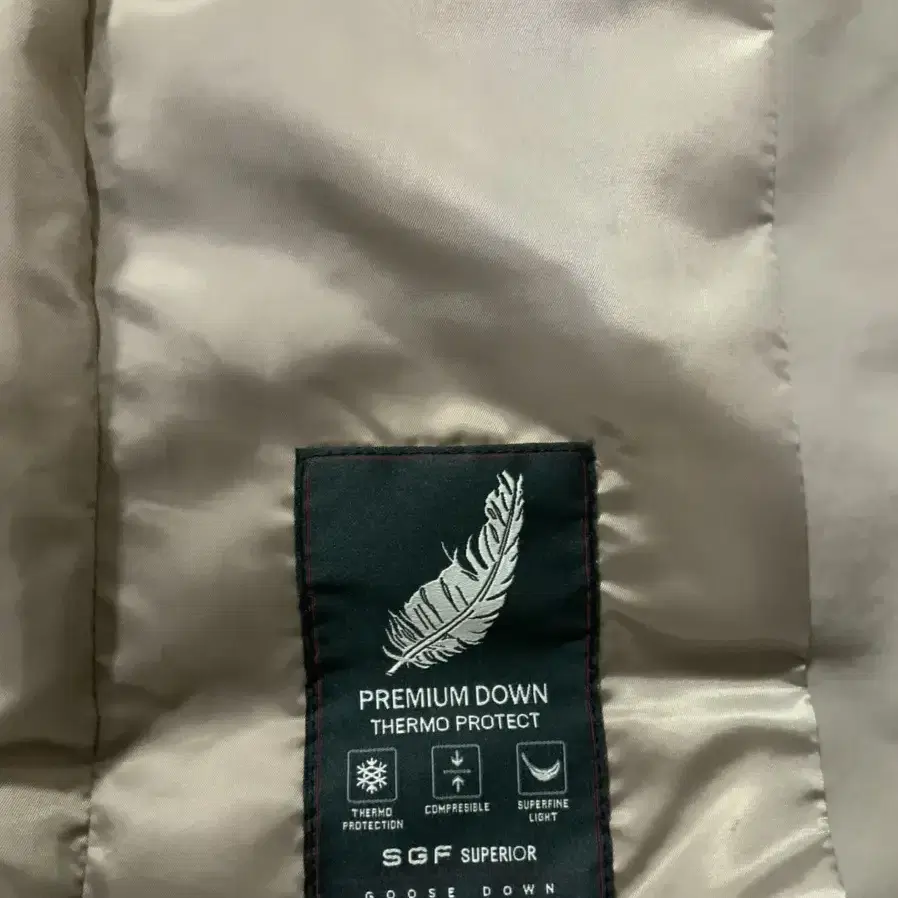 PREMIUM DOWN
THERMO PROTECT
THERMO PROTECTION
COMPRESIBLE
SUPERFINE LIGHT
SGF SUPERIOR
GOOSE DOWN